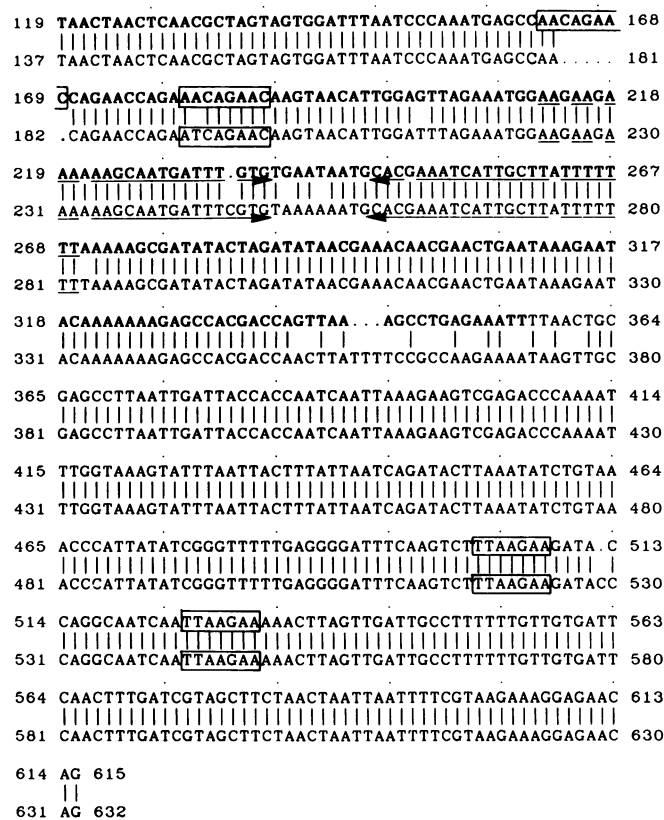 119 TAACTAACTCAACGCTAGTAGTGGATTTAATCCCAAATGAGCCAACAGAA 168
137 TAACTAACTCAACGCTAGTAGTGGATTTAATCCCAAATGAGCCAA..... 181
169 CCAGAACCAGAAACAGAACAAGTAACATTGGAGTTAGAAATGGAAGAAGA 218
182 .CAGAACCAGAATCAGAACAAGTAACATTGGATTTAGAAATGGAAGAAGA 230
219 AAAAAGCAATGATTT.GTGTGAATAATGCACGAAATCATTGCTTATTTTT 267
231 AAAAAGCAATGATTTCGTGTAAAAAATGCACGAAATCATTGCTTATTTTT 280
268 TTAAAAAGCGATATACTAGATATAACGAAACAACGAACTGAATAAAGAAT 317
281 TTTAAAAGCGATATACTAGATATAACGAAACAACGAACTGAATAAAGAAT 330
318 ACAAAAAAAGAGCCACGACCAGTTAA...AGCCTGAGAAATTTTAACTGC 364
331 ACAAAAAAAGAGCCACGACCAACTTATTTTCCGCCAAGAAAATAAGTTGC 380
365 GAGCCTTAATTGATTACCACCAATCAATTAAAGAAGTCGAGACCCAAAAT 414
381 GAGCCTTAATTGATTACCACCAATCAATTAAAGAAGTCGAGACCCAAAAT 430
415 TTGGTAAAGTATTTAATTACTTTATTAATCAGATACTTAAATATCTGTAA 464
431 TTGGTAAAGTATTTAATTACTTTATTAATCAGATACTTAAATATCTGTAA 480
465 ACCCATTATATCGGGTTTTTGAGGGGATTTCAAGTCTTTAAGAAGATA.C 513
481 ACCCATTATATCGGGTTTTTGAGGGGATTTCAAGTCTTTAAGAAGATACC 530
514 CAGGCAATCAATTAAGAAAAACTTAGTTGATTGCCTTTTTTGTTGTGATT 563
531 CAGGCAATCAATTAAGAAAAACTTAGTTGATTGCCTTTTTTGTTGTGATT 580
564 CAACTTTGATCGTAGCTTCTAACTAATTAATTTTCGTAAGAAAGGAGAAC 613
581 CAACTTTGATCGTAGCTTCTAACTAATTAATTTTCGTAAGAAAGGAGAAC 630
614 AG 615
631 AG 632